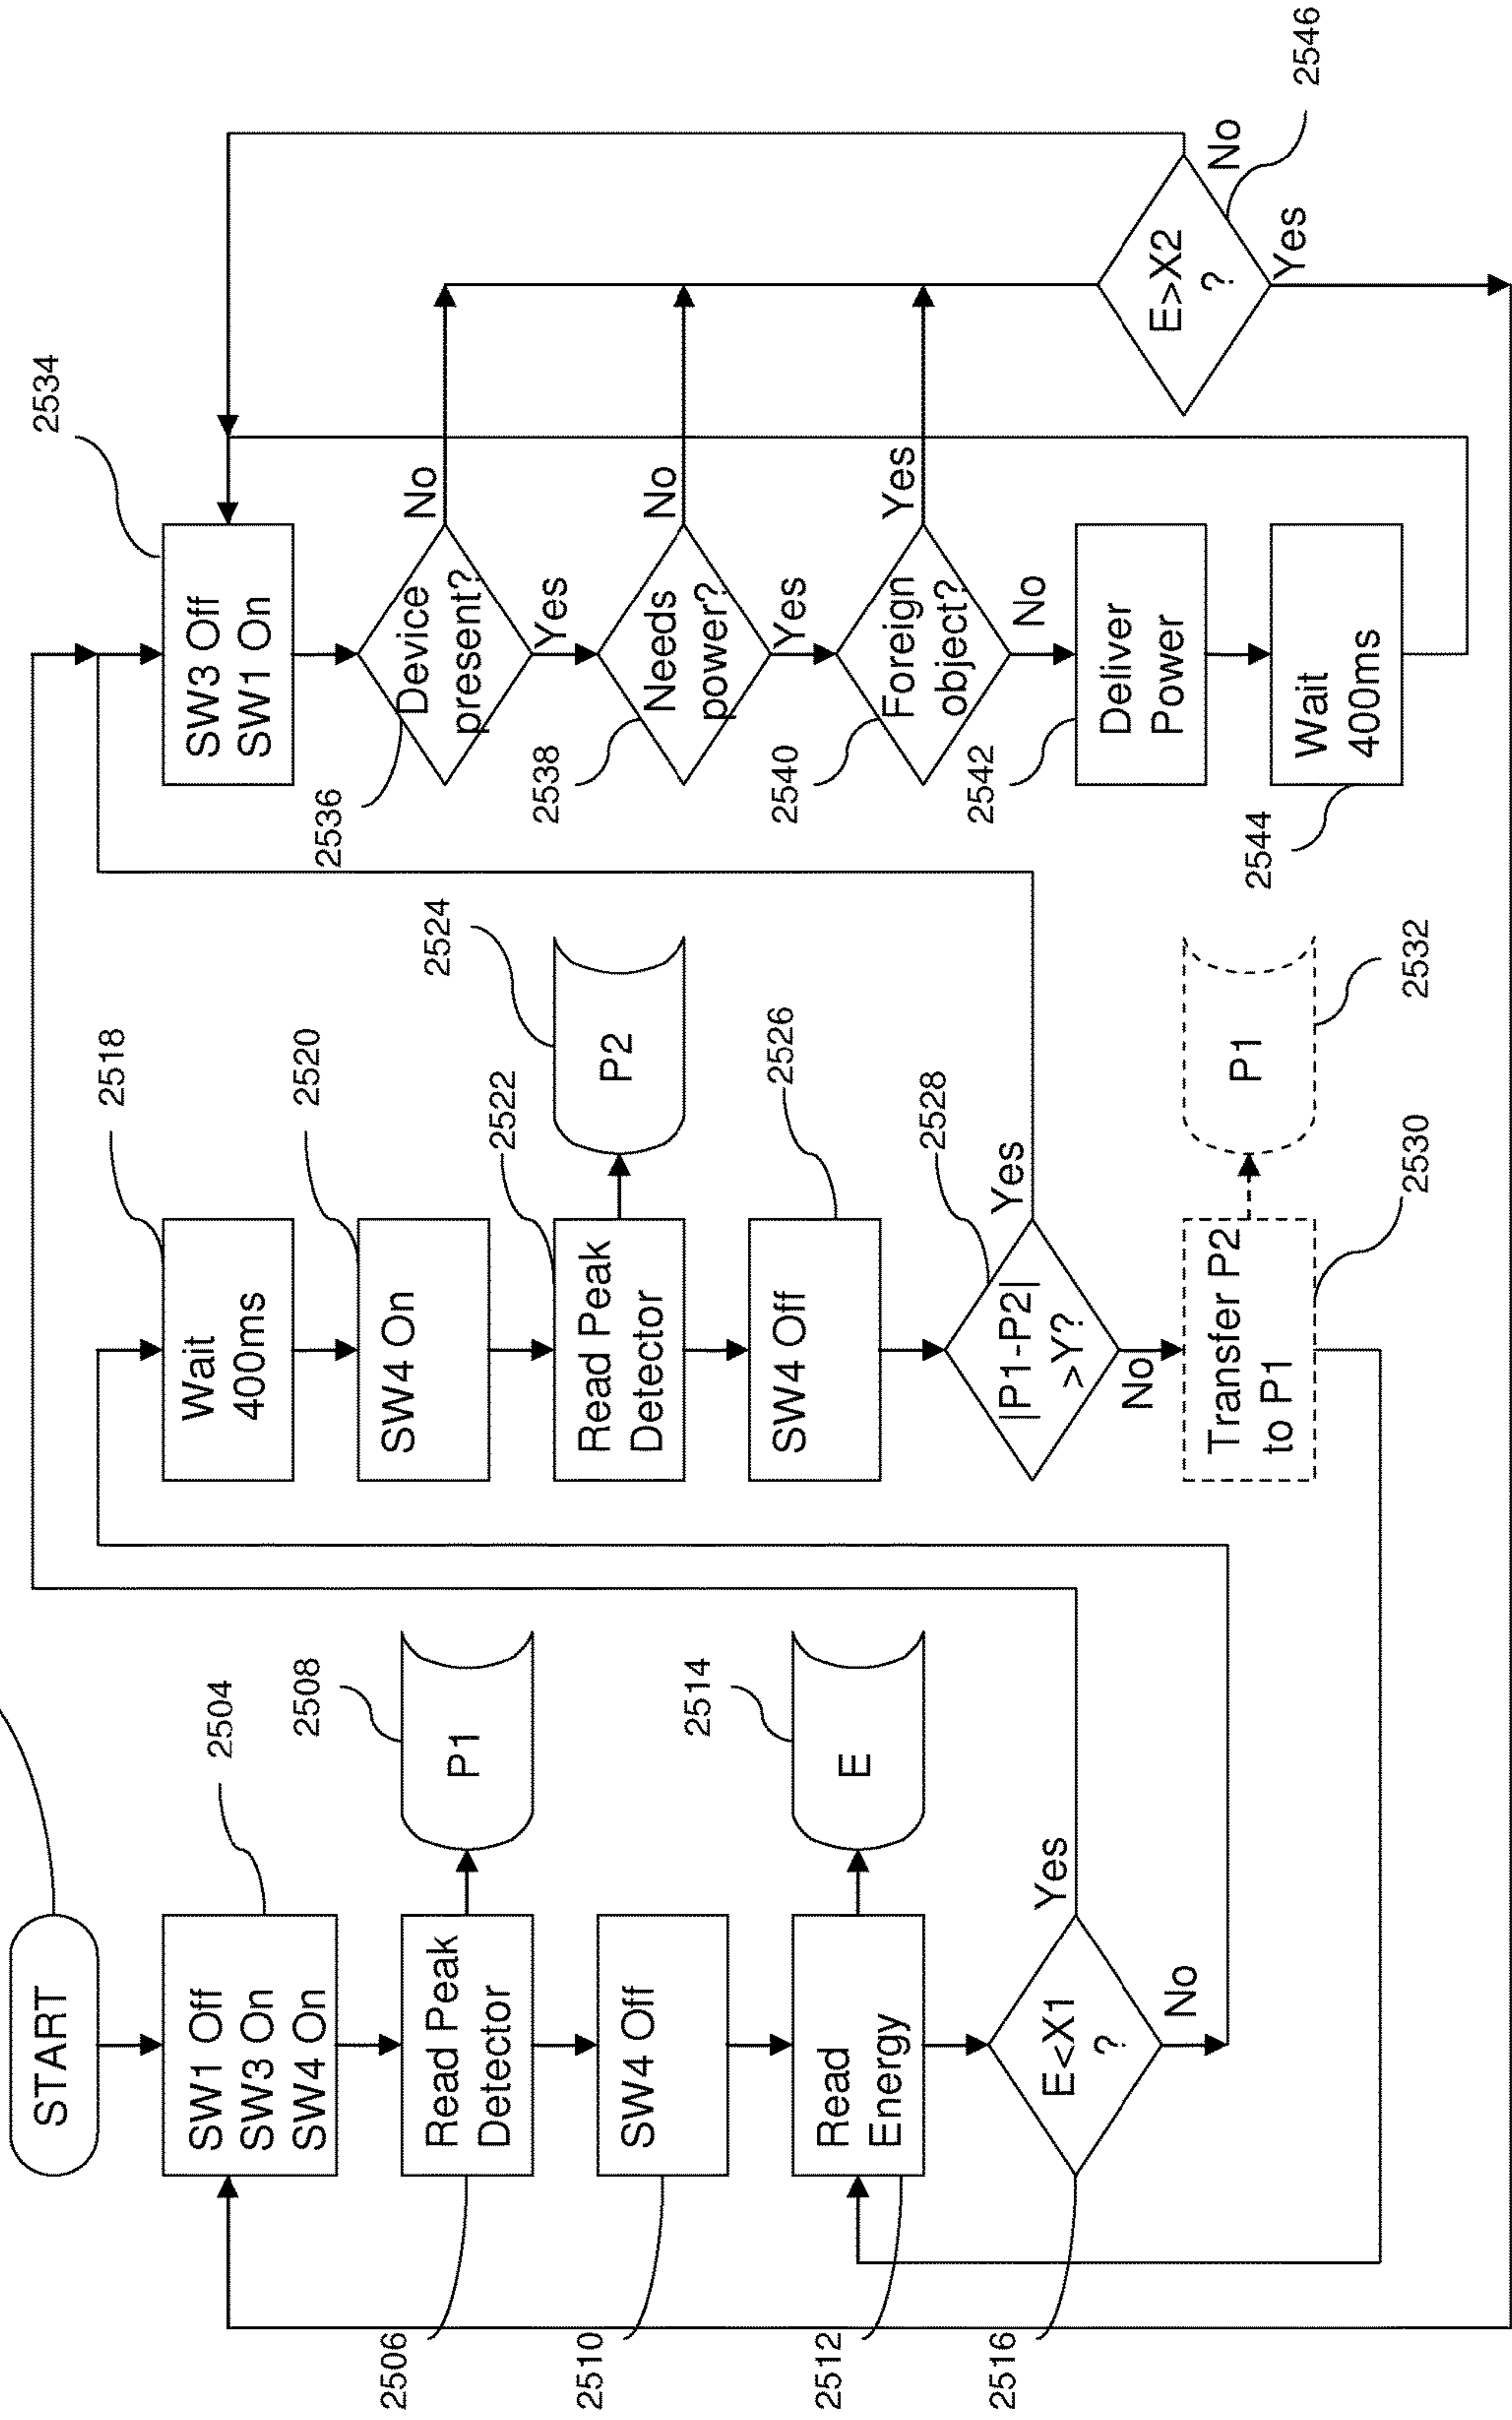 START
SW1 Off
SW3 On
SW4 On
2504
Read Peak
Detector
2506
P1
2508
SW4 Off
2510
Read
Energy
2512
E
2514
E<X1
?
2516
Yes
No
Wait
400ms
2518
SW4 On
2520
Read Peak
Detector
2522
P2
2524
SW4 Off
2526
|P1-P2|
>Y?
2528
Yes
No
Transfer P2
to P1
2530
P1
2532
SW3 Off
SW1 On
2534
Device
present?
2536
No
Yes
Needs
power?
2538
No
Yes
Foreign
object?
2540
Yes
No
Deliver
Power
2542
Wait
400ms
2544
E>X2
?
2546
No
Yes